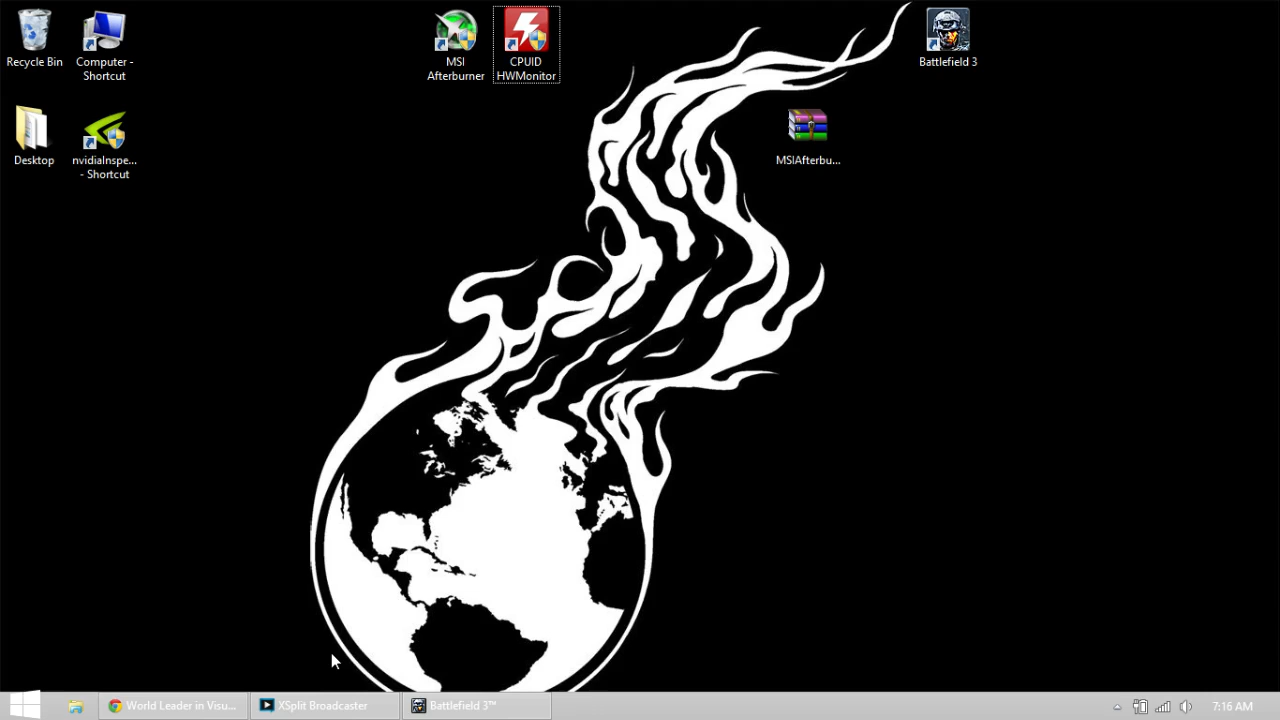 Recycle Bin
Computer -
Shortcut
MSI
Afterburner
CPUID
HWMonitor
Battlefield 3
Desktop
nvidiaInspe...
- Shortcut
MSIAfterbu...
World Leader in Visu...
XSplit Broadcaster
Battlefield 3™
7:16 AM